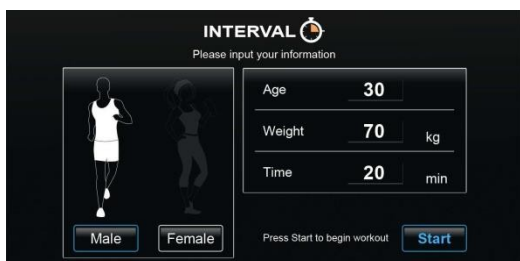 INTERVAL
Please input your information
Age 30
Weight 70 kg
Time 20 min
Male Female
Press Start to begin workout Start